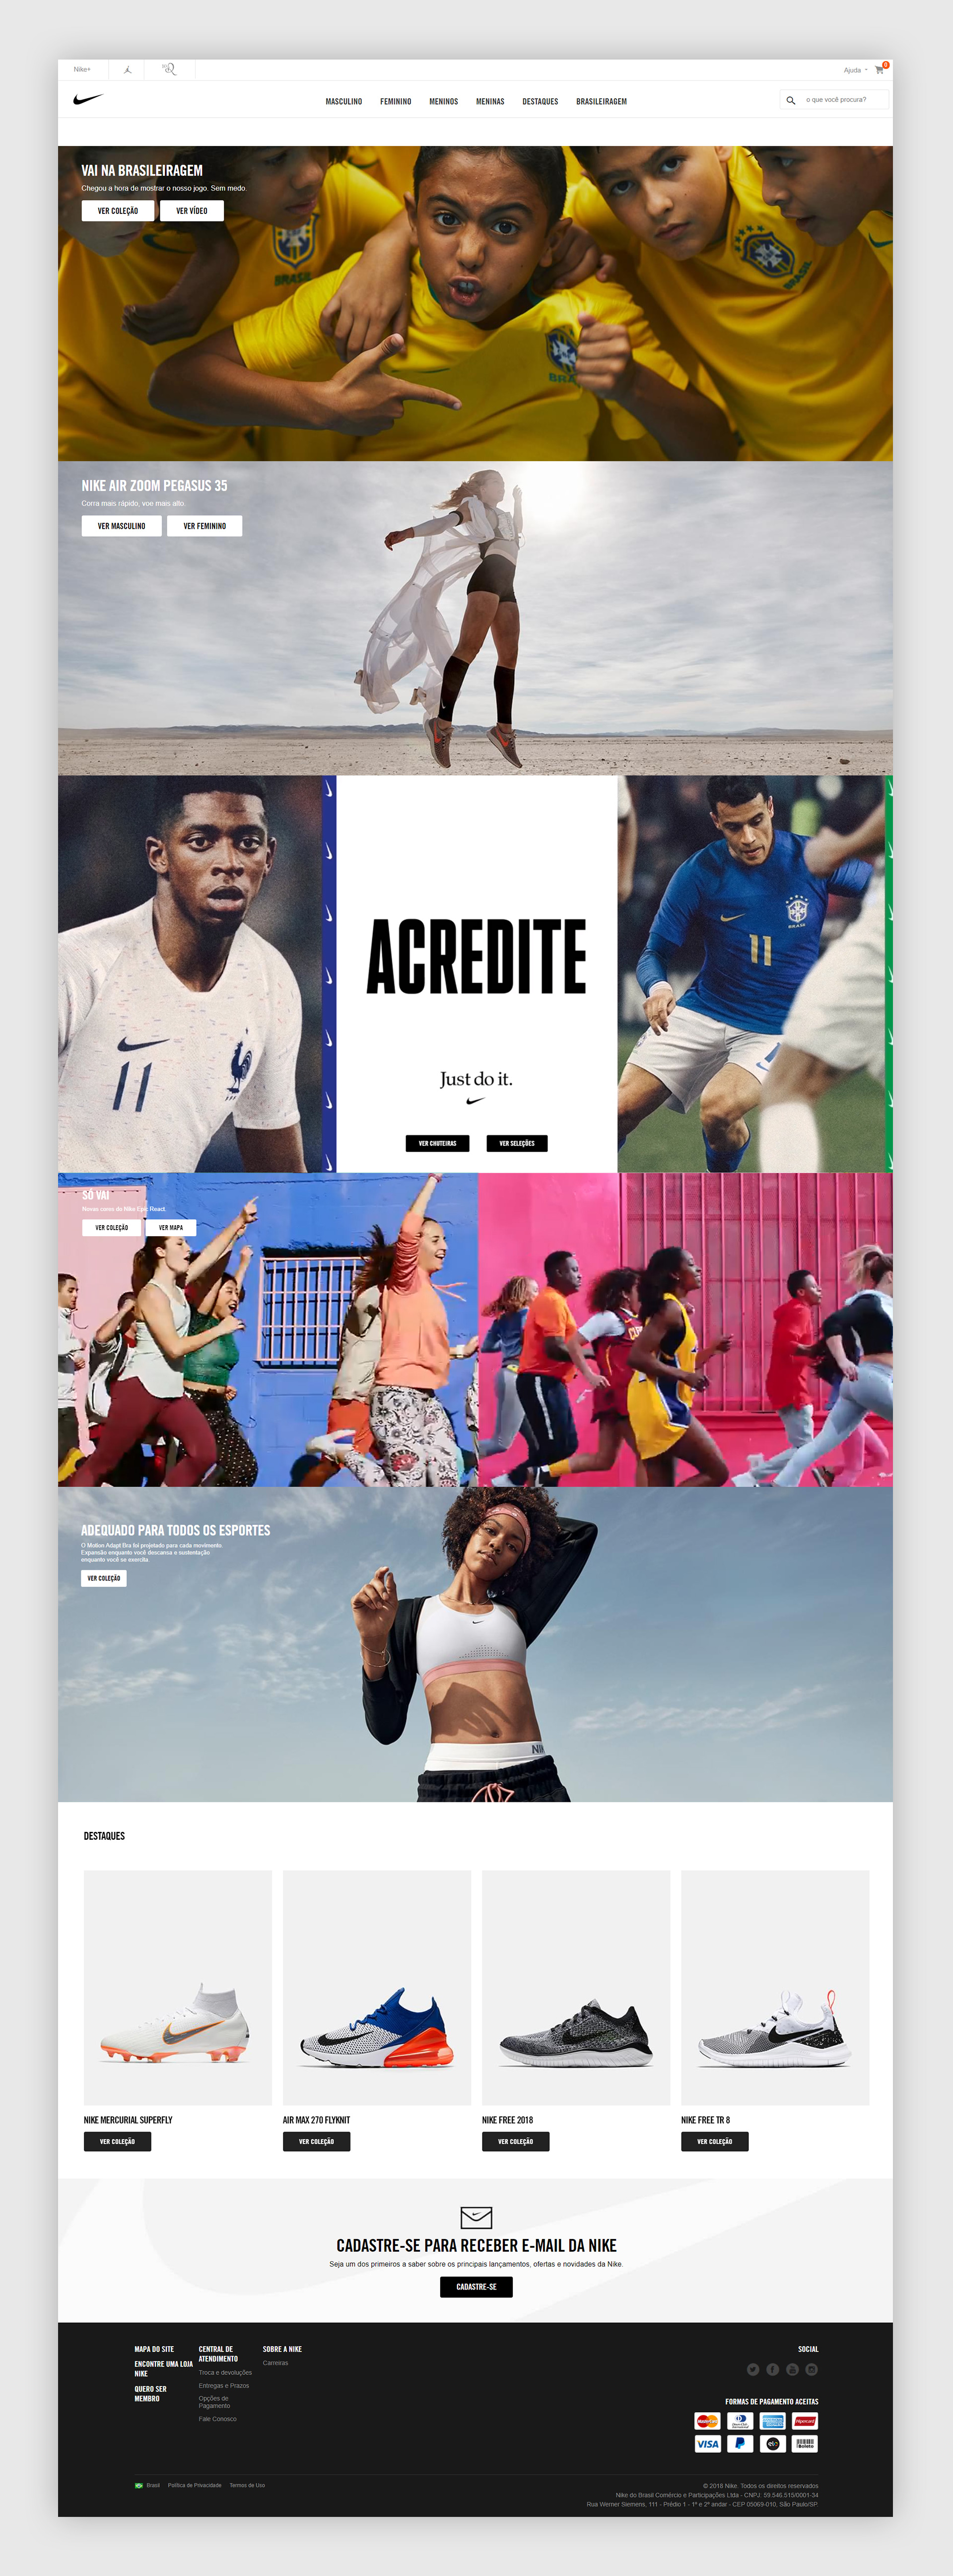 Nike+
Ajuda
0
MASCULINO FEMININO MENINOS MENINAS DESTAQUES BRASILEIRAGEM
o que você procura?
VAI NA BRASILEIRAGEM
Chegou a hora de mostrar o nosso jogo. Sem medo.
VER COLEÇÃO VER VÍDEO
BRASIL
NIKE AIR ZOOM PEGASUS 35
Corra mais rápido, voe mais alto.
VER MASCULINO VER FEMININO
11
ACREDITE
Just do it.
VER CHUTEIRAS VER SELEÇÕES
BRASIL
11
SÓ VAI
Novas cores do Nike Epic React.
VER COLEÇÃO VER MAPA
ADEQUADO PARA TODOS OS ESPORTES
O Motion Adapt Bra foi projetado para cada movimento.
Expansão enquanto você descansa e sustentação
enquanto você se exercita.
VER COLEÇÃO
DESTAQUES
NIKE MERCURIAL SUPERFLY
VER COLEÇÃO
AIR MAX 270 FLYKNIT
VER COLEÇÃO
NIKE FREE 2018
VER COLEÇÃO
NIKE FREE TR 8
VER COLEÇÃO
CADASTRE-SE PARA RECEBER E-MAIL DA NIKE
Seja um dos primeiros a saber sobre os principais lançamentos, ofertas e novidades da Nike.
CADASTRE-SE
MAPA DO SITE
ENCONTRE UMA LOJA
NIKE
QUERO SER
MEMBRO
CENTRAL DE
ATENDIMENTO
Troca e devoluções
Entregas e Prazos
Opções de
Pagamento
Fale Conosco
SOBRE A NIKE
Carreiras
SOCIAL
FORMAS DE PAGAMENTO ACEITAS
VISA
elo
Boleto
Brasil Política de Privacidade Termos de Uso
© 2018 Nike. Todos os direitos reservados
Nike do Brasil Comércio e Participações Ltda - CNPJ: 59.546.515/0001-34
Rua Werner Siemens, 111 - Prédio 1 - 1º e 2º andar - CEP 05069-010, São Paulo/SP.